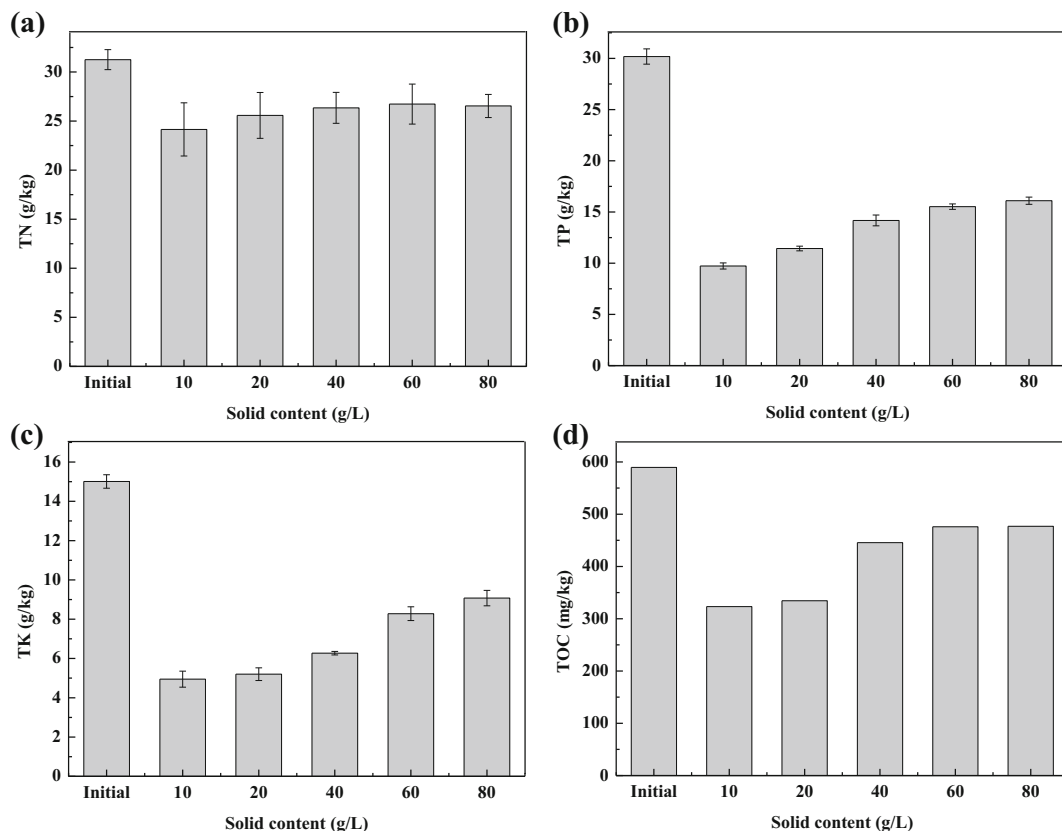 (a)
TN (g/kg)
30
25
20
15
10
5
0
Initial 10 20 40 60 80
Solid content (g/L)
(b)
TP (g/kg)
30
25
20
15
10
5
0
Initial 10 20 40 60 80
Solid content (g/L)
(c)
TK (g/kg)
16
14
12
10
8
6
4
2
0
Initial 10 20 40 60 80
Solid content (g/L)
(d)
TOC (mg/kg)
600
500
400
300
200
100
0
Initial 10 20 40 60 80
Solid content (g/L)